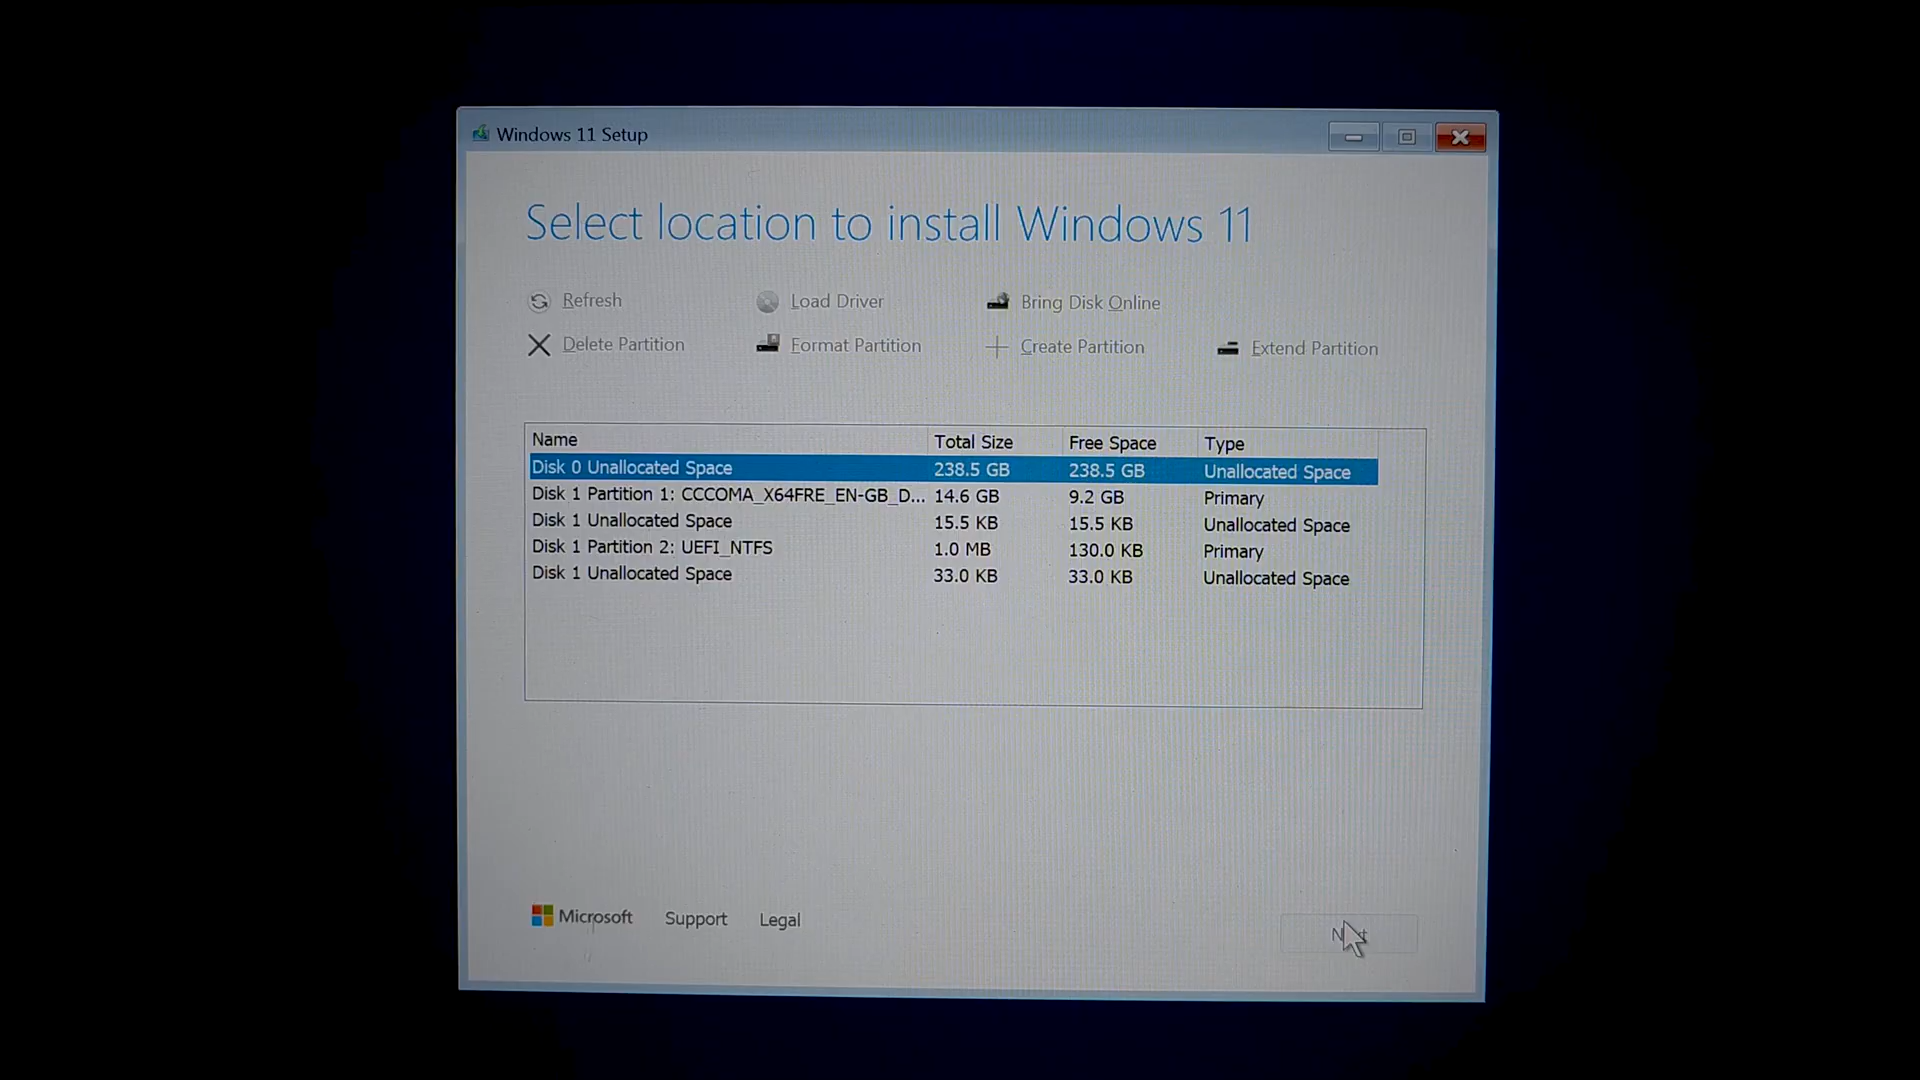 Windows 11 Setup
Select location to install Windows 11
Refresh Load Driver Bring Disk Online
Delete Partition Format Partition Create Partition Extend Partition
Name Total Size Free Space Type
Disk 0 Unallocated Space 238.5 GB 238.5 GB Unallocated Space
Disk 1 Partition 1: CCCOMA_X64FRE_EN-GB_D... 14.6 GB 9.2 GB Primary
Disk 1 Unallocated Space 15.5 KB 15.5 KB Unallocated Space
Disk 1 Partition 2: UEFI_NTFS 1.0 MB 130.0 KB Primary
Disk 1 Unallocated Space 33.0 KB 33.0 KB Unallocated Space
Microsoft Support Legal